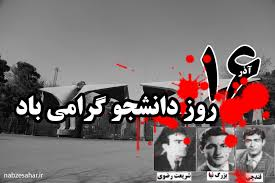 ۱۶
آذر
روز دانشجو گرامی باد
شریعت رضوی
بزرگ نیا
قندچی
nabzesahar.ir